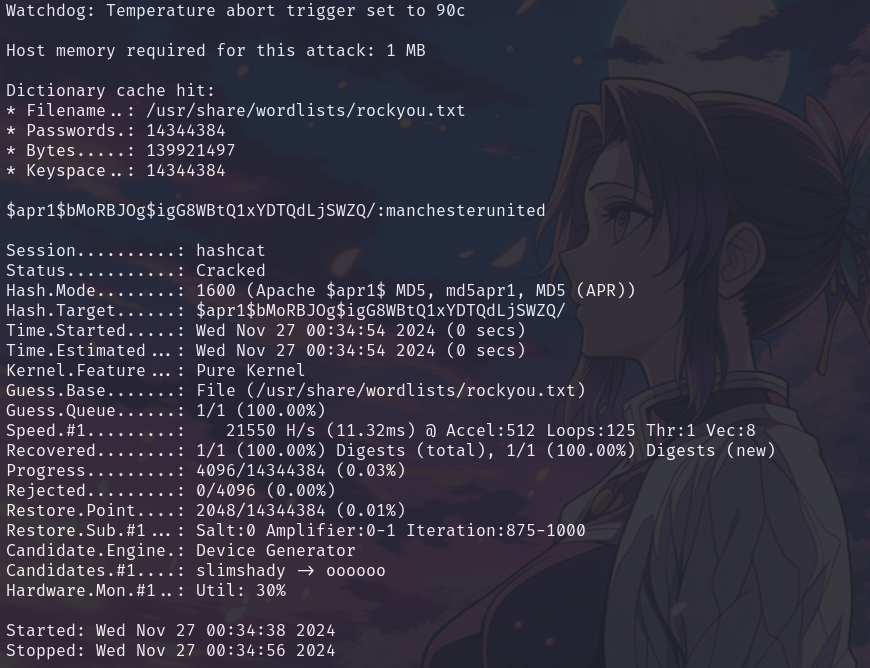 Watchdog: Temperature abort trigger set to 90c
Host memory required for this attack: 1 MB
Dictionary cache hit:
* Filename..: /usr/share/wordlists/rockyou.txt
* Passwords.: 14344384
* Bytes.....: 139921497
* Keyspace..: 14344384
$apr1$bMoRBJOg$igG8WBtQ1xYDTQdLjSWZQ/:manchesterunited
Session..........: hashcat
Status...........: Cracked
Hash.Mode........: 1600 (Apache $apr1$ MD5, md5apr1, MD5 (APR))
Hash.Target......: $apr1$bMoRBJOg$igG8WBtQ1xYDTQdLjSWZQ/
Time.Started.....: Wed Nov 27 00:34:54 2024 (0 secs)
Time.Estimated...: Wed Nov 27 00:34:54 2024 (0 secs)
Kernel.Feature...: Pure Kernel
Guess.Base.......: File (/usr/share/wordlists/rockyou.txt)
Guess.Queue......: 1/1 (100.00%)
Speed.#1.........:    21550 H/s (11.32ms) @ Accel:512 Loops:125 Thr:1 Vec:8
Recovered........: 1/1 (100.00%) Digests (total), 1/1 (100.00%) Digests (new)
Progress.........: 4096/14344384 (0.03%)
Rejected.........: 0/4096 (0.00%)
Restore.Point....: 2048/14344384 (0.01%)
Restore.Sub.#1...: Salt:0 Amplifier:0-1 Iteration:875-1000
Candidate.Engine.: Device Generator
Candidates.#1....: slimshady -> oooooo
Hardware.Mon.#1..: Util: 30%
Started: Wed Nov 27 00:34:38 2024
Stopped: Wed Nov 27 00:34:56 2024